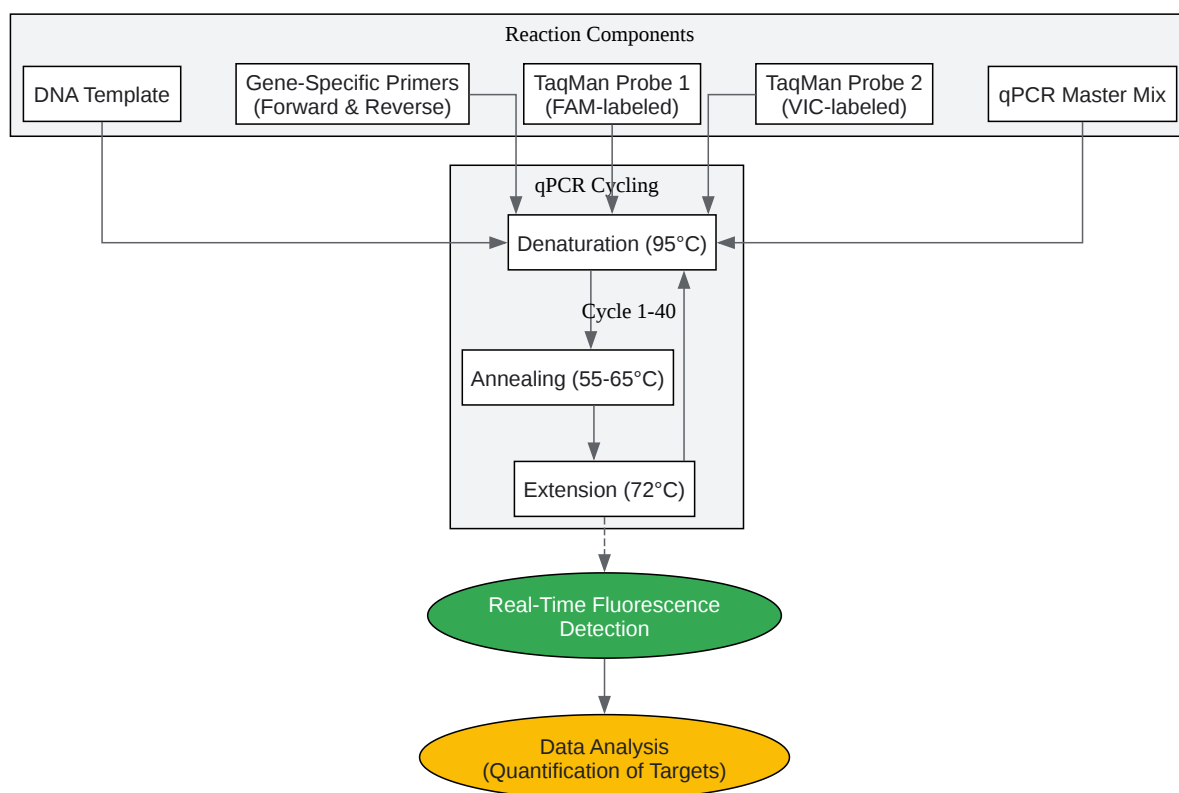 Reaction Components
DNA Template
Gene-Specific Primers
(Forward & Reverse)
TaqMan Probe 1
(FAM-labeled)
TaqMan Probe 2
(VIC-labeled)
qPCR Master Mix
qPCR Cycling
Denaturation (95°C)
Cycle 1-40
Annealing (55-65°C)
Extension (72°C)
Real-Time Fluorescence
Detection
Data Analysis
(Quantification of Targets)